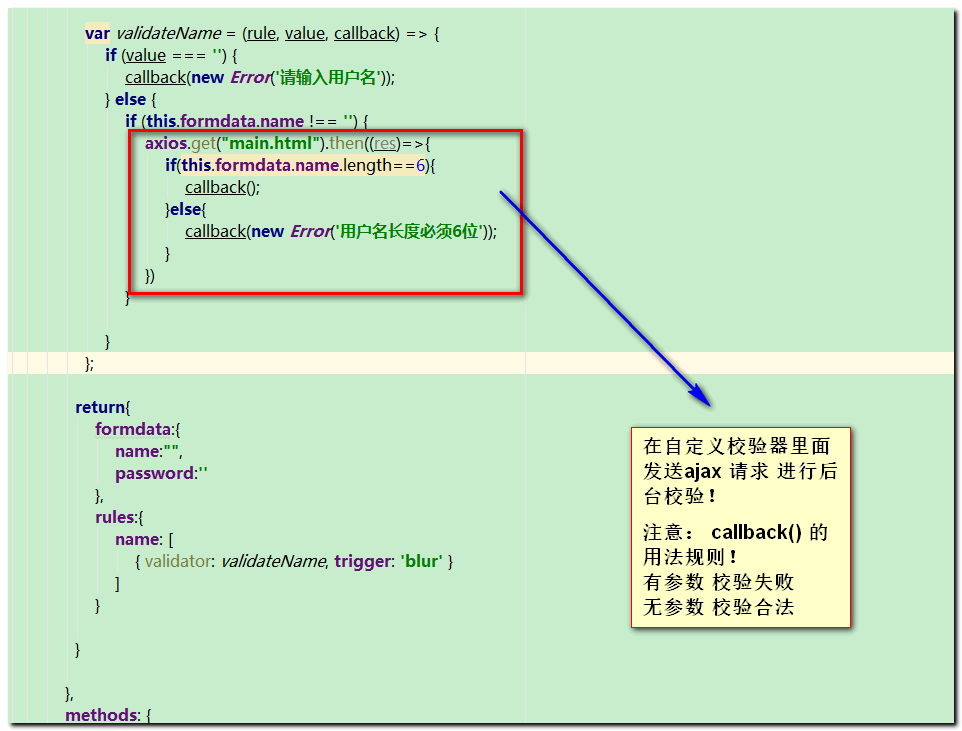 var validateName = (rule, value, callback) => {
if (value === '') {
callback(new Error('请输入用户名'));
} else {
if (this.formdata.name !== '') {
axios.get("main.html").then((res)=>{
if(this.formdata.name.length==6){
callback();
}else{
callback(new Error('用户名长度必须6位'));
}
})
}
}
};
return{
formdata:{
name:"",
password:''
},
rules:{
name: [
{ validator: validateName, trigger: 'blur' }
]
}
}
},
methods: {
在自定义校验器里面
发送ajax 请求 进行后
台校验！
注意： callback() 的
用法规则！
有参数 校验失败
无参数 校验合法